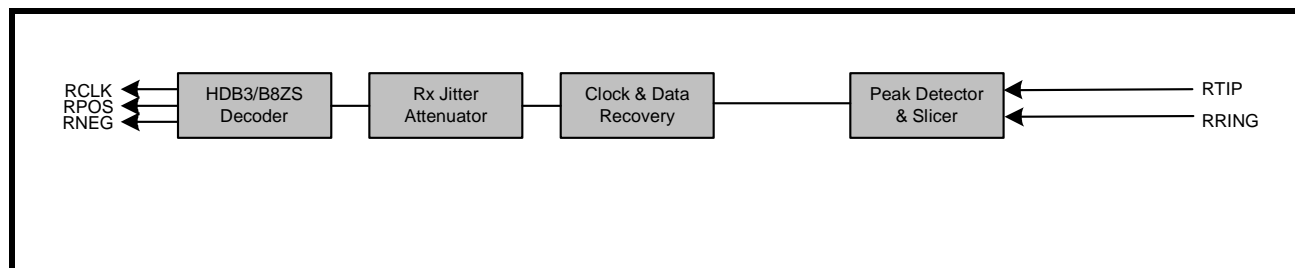 RCLK
RPOS
RNEG
HDB3/B8ZS
Decoder
Rx Jitter
Attenuator
Clock & Data
Recovery
Peak Detector
& Slicer
RTIP
RRING